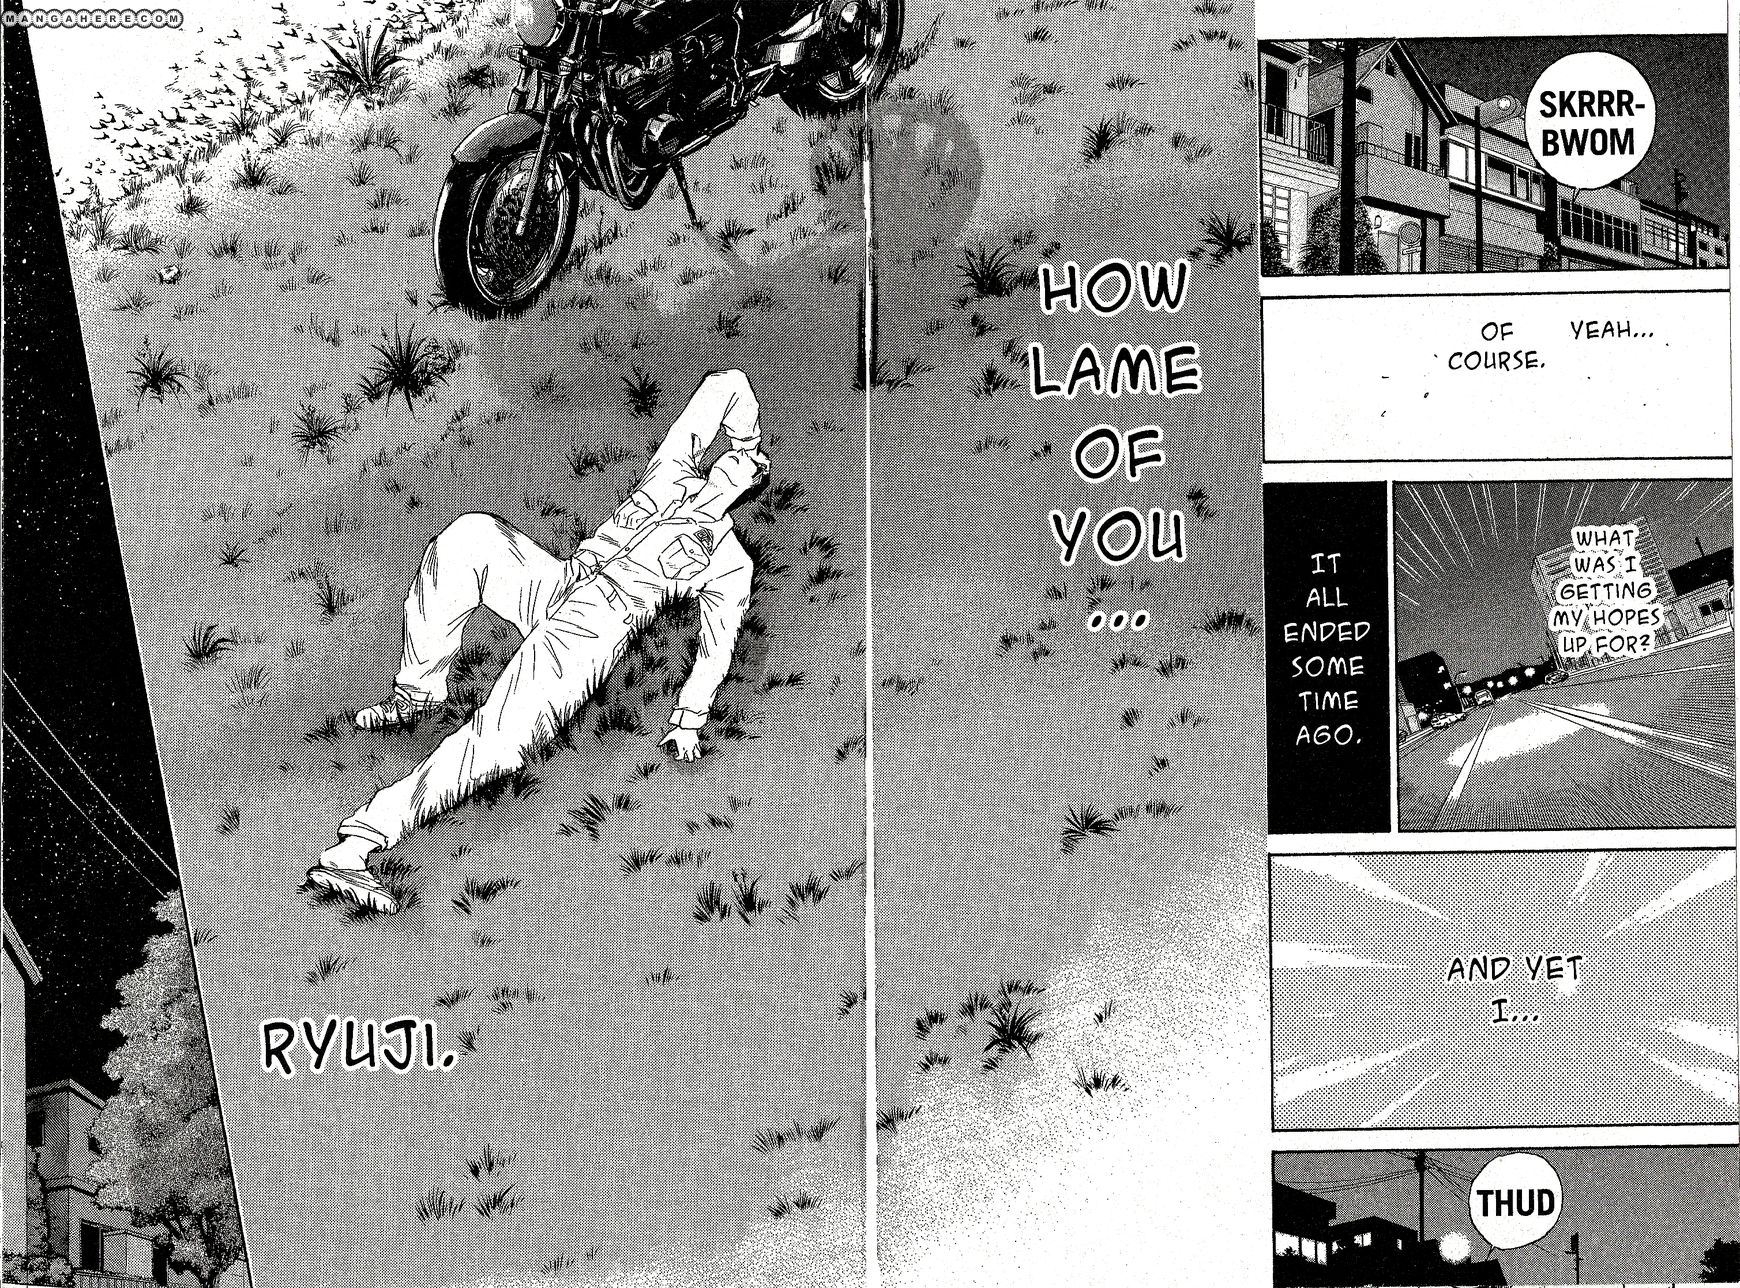 SKRRR-
BWOM
YEAH...
OF
COURSE.
WHAT
WAS I
GETTING
MY HOPES
UP FOR?
IT
ALL
ENDED
SOME
TIME
AGO.
AND YET
I...
THUD
HOW
LAME
OF
YOU
...
RYUJI.
MANGAHERE.COM